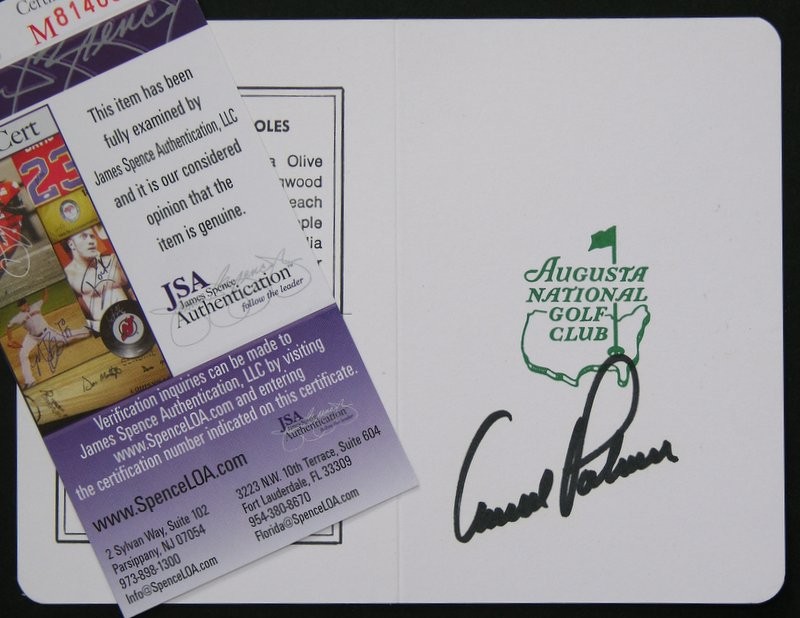 M8140
Cert
23
This item has been
fully examined by
James Spence Authentication, LLC
and it is our considered
opinion that the
item is genuine.
JSA
James Spence
Authentication™
follow the leader
Verification inquiries can be made to
James Spence Authentication, LLC by visiting
www.SpenceLOA.com and entering
the certification number indicated on this certificate.
JSA
Authentication
www.SpenceLOA.com
2 Sylvan Way, Suite 102
Parsippany, NJ 07054
973-898-1300
Info@SpenceLOA.com
3223 N.W. 10th Terrace, Suite 604
Fort Lauderdale, FL 33309
954-380-8670
Florida@SpenceLOA.com
OLES
a Olive
gwood
each
ple
lia
r
AUGUSTA
NATIONAL
GOLF
CLUB
Arnold Palmer